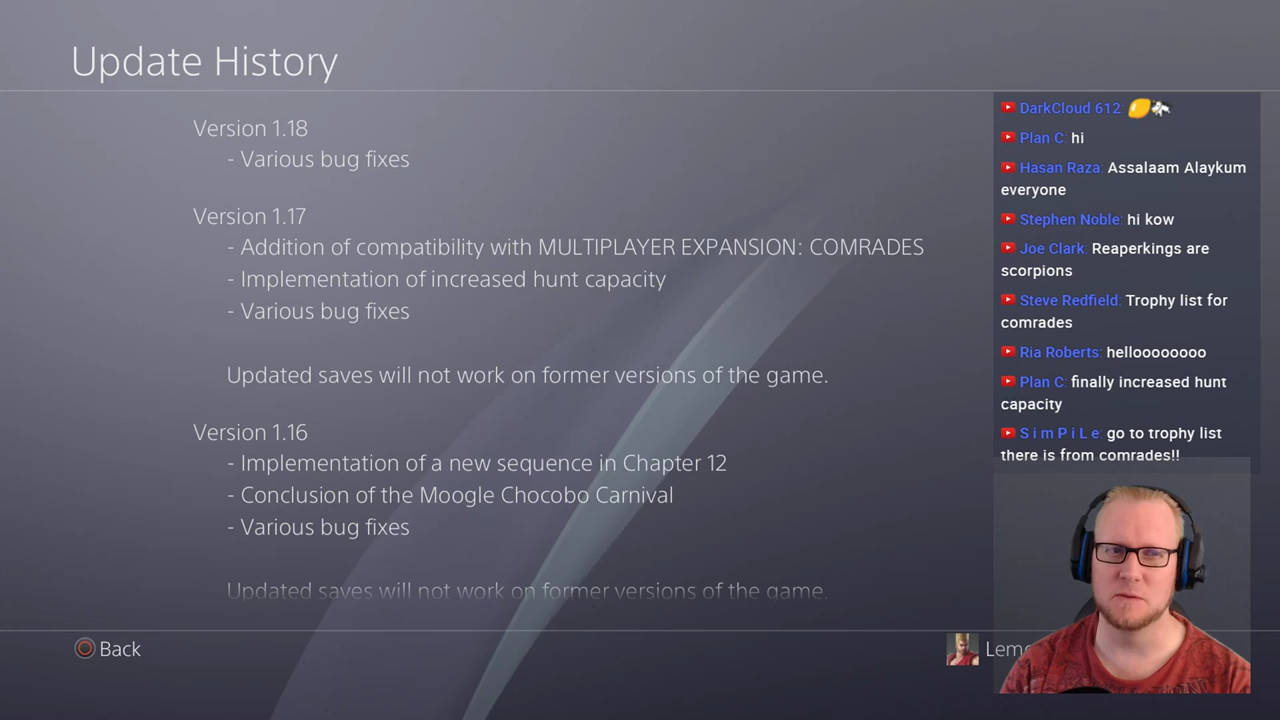 Update History
Version 1.18
- Various bug fixes
Version 1.17
- Addition of compatibility with MULTIPLAYER EXPANSION: COMRADES
- Implementation of increased hunt capacity
- Various bug fixes
Updated saves will not work on former versions of the game.
Version 1.16
- Implementation of a new sequence in Chapter 12
- Conclusion of the Moogle Chocobo Carnival
- Various bug fixes
Updated saves will not work on former versions of the game.
Back
DarkCloud 612:
Plan C: hi
Hasan Raza: Assalaam Alaykum
everyone
Stephen Noble: hi kow
Joe Clark: Reaperkings are
scorpions
Steve Redfield: Trophy list for
comrades
Ria Roberts: helloooooooo
Plan C: finally increased hunt
capacity
S i m P i L e: go to trophy list
there is from comrades!!